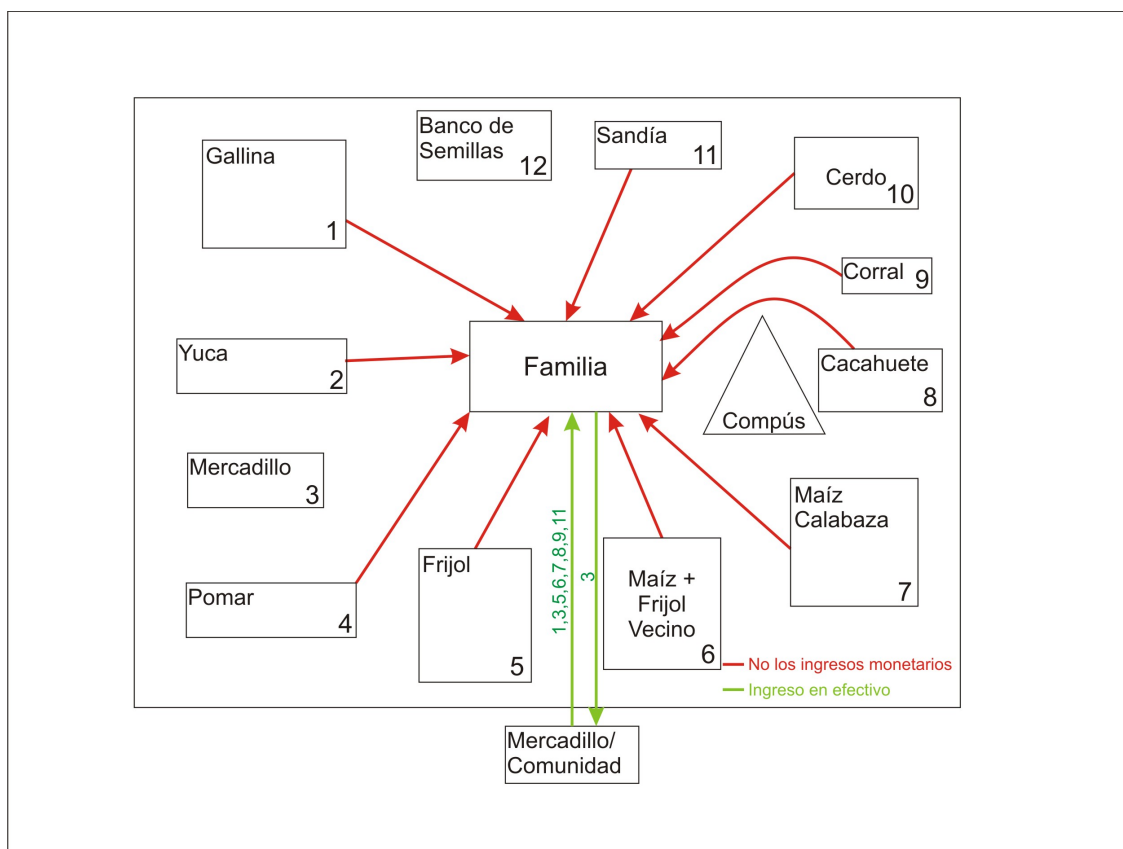 Gallina
1
Banco de
Semillas
12
Sandía
11
Cerdo
10
Corral 9
Yuca
2
Familia
Cacahuete
8
Compús
Mercadillo
3
Maíz
Calabaza
7
Pomar
4
Frijol
5
1,3,5,6,7,8,9,11
3
Maíz +
Frijol
Vecino
6
No los ingresos monetarios
Ingreso en efectivo
Mercadillo/
Comunidad